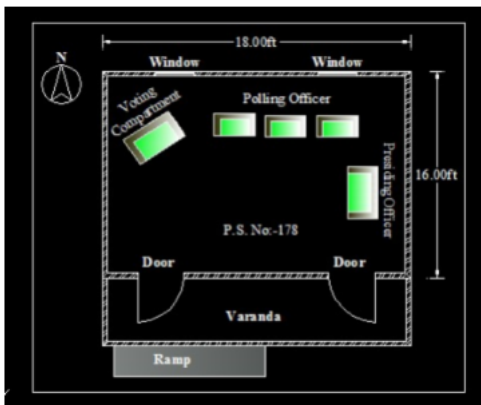 18.00ft
N
Window
Window
Voting
Compartment
Polling Officer
Presiding Officer
16.00ft
P.S. No:-178
Door
Door
Varanda
Ramp